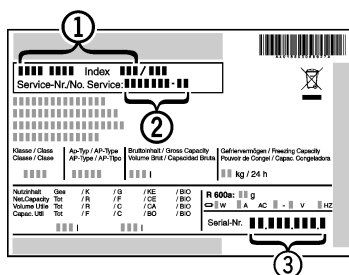 1
Index /
Service-Nr./No. Service: -
2
Klasse / Class
Classe / Clase
Ap-Typ / AP-Type
AP-Type / AP-Tipo
Bruttoinhalt / Gross Capacity
Volume Brut / Capacidad Bruta
Gefriervermögen / Freezing Capacity
Pouvoir de Congel / Capac. Congeladora
kg / 24 h
Nutzinhalt Ges / K / G / KE / BIO
Net.Capacity Tot / R / F / CE / BIO
Volume Utile Tot / R / C / CA / BIO
Capac. Util Tot / F / C / BO / BIO
l l
R 600a: g
W A AC - V HZ
Serial-Nr. . .
3